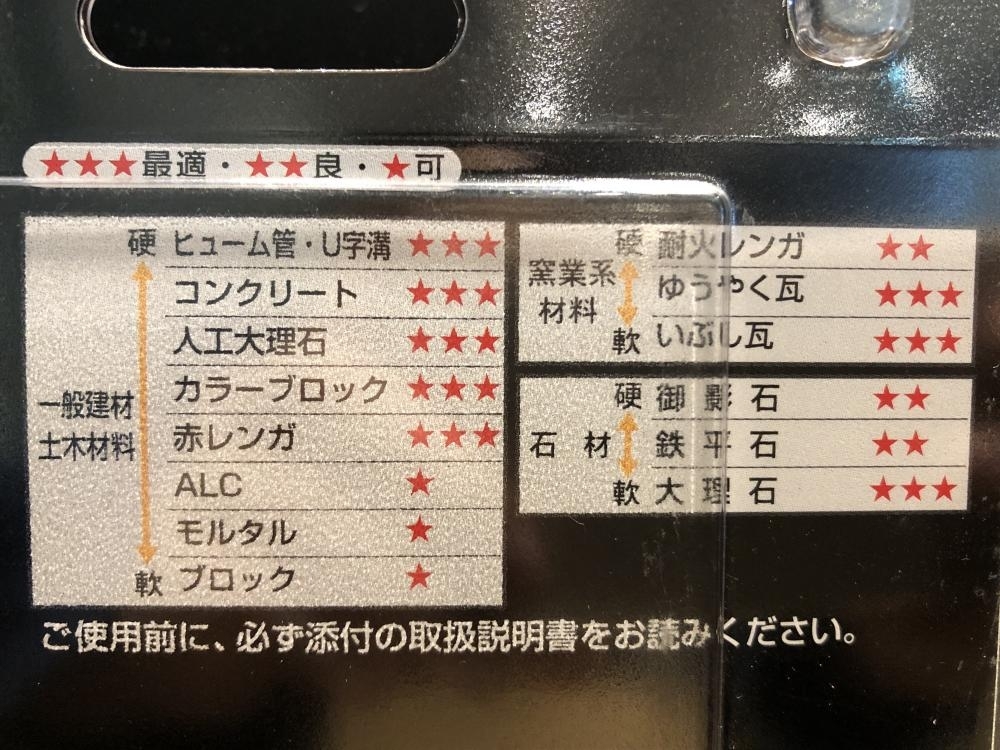 ★★★最適・★★良・★可
一般建材
土木材料
硬
軟
ヒューム管・U字溝 ★★★
コンクリート ★★★
人工大理石 ★★★
カラーブロック ★★★
赤レンガ ★★★
ALC ★
モルタル ★
ブロック ★
窯業系
材料
硬
軟
耐火レンガ ★★
ゆうやく瓦 ★★★
いぶし瓦 ★★★
石材
硬
軟
御影石 ★★
鉄平石 ★★
大理石 ★★★
ご使用前に、必ず添付の取扱説明書をお読みください。